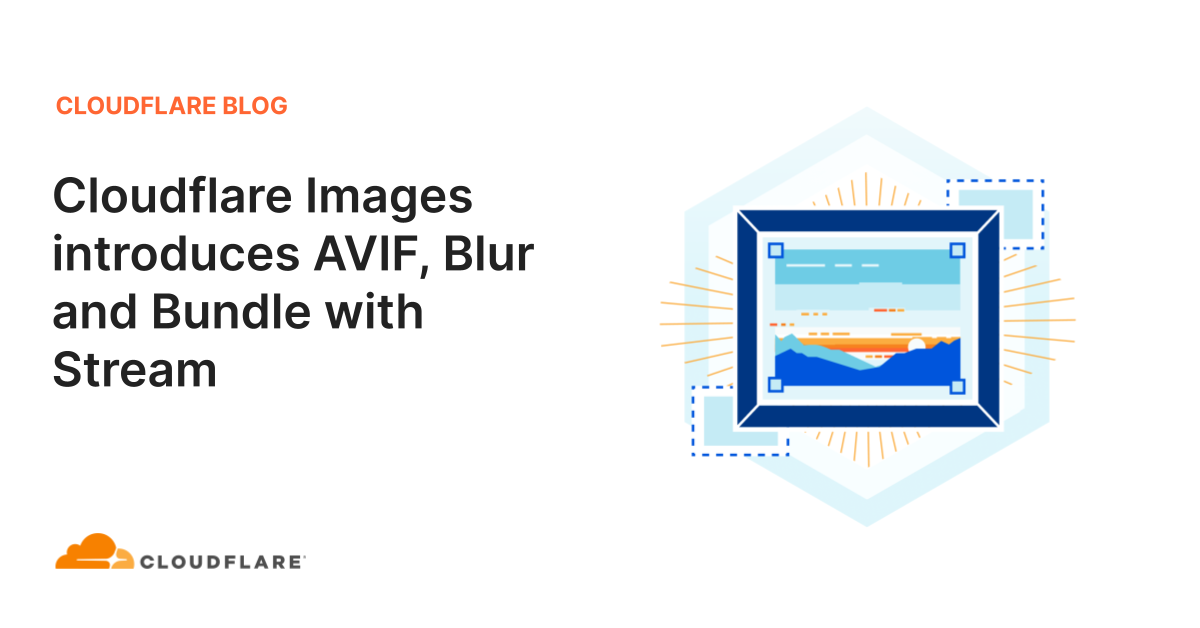 CLOUDFLARE BLOG
Cloudflare Images
introduces AVIF, Blur
and Bundle with
Stream
CLOUDFLARE